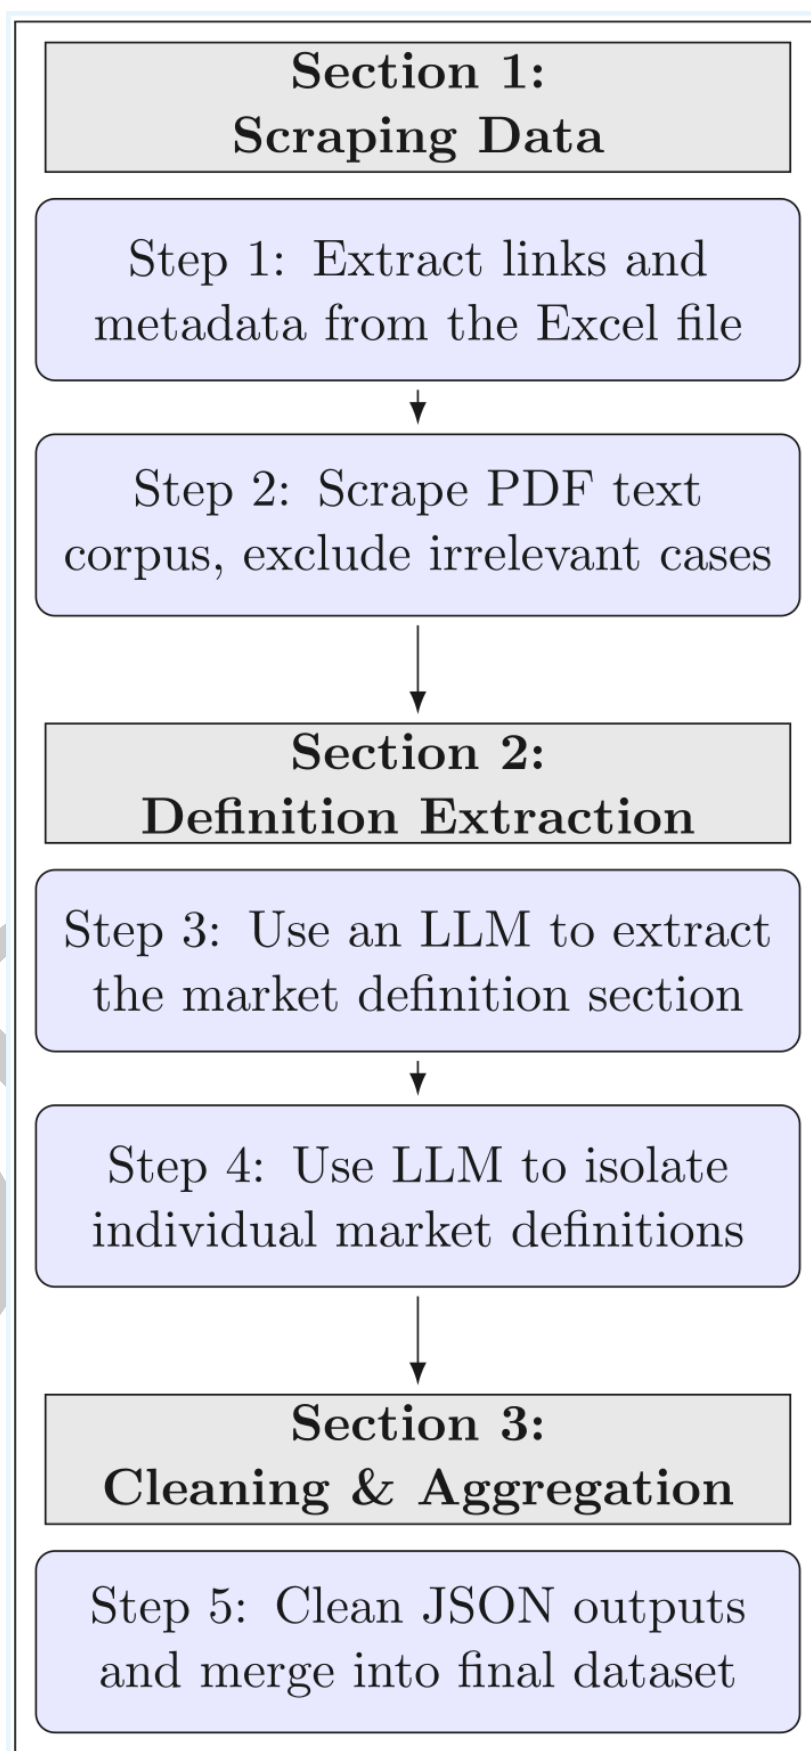 Section 1:
Scraping Data
Step 1: Extract links and
metadata from the Excel file
Step 2: Scrape PDF text
corpus, exclude irrelevant cases
Section 2:
Definition Extraction
Step 3: Use an LLM to extract
the market definition section
Step 4: Use LLM to isolate
individual market definitions
Section 3:
Cleaning & Aggregation
Step 5: Clean JSON outputs
and merge into final dataset